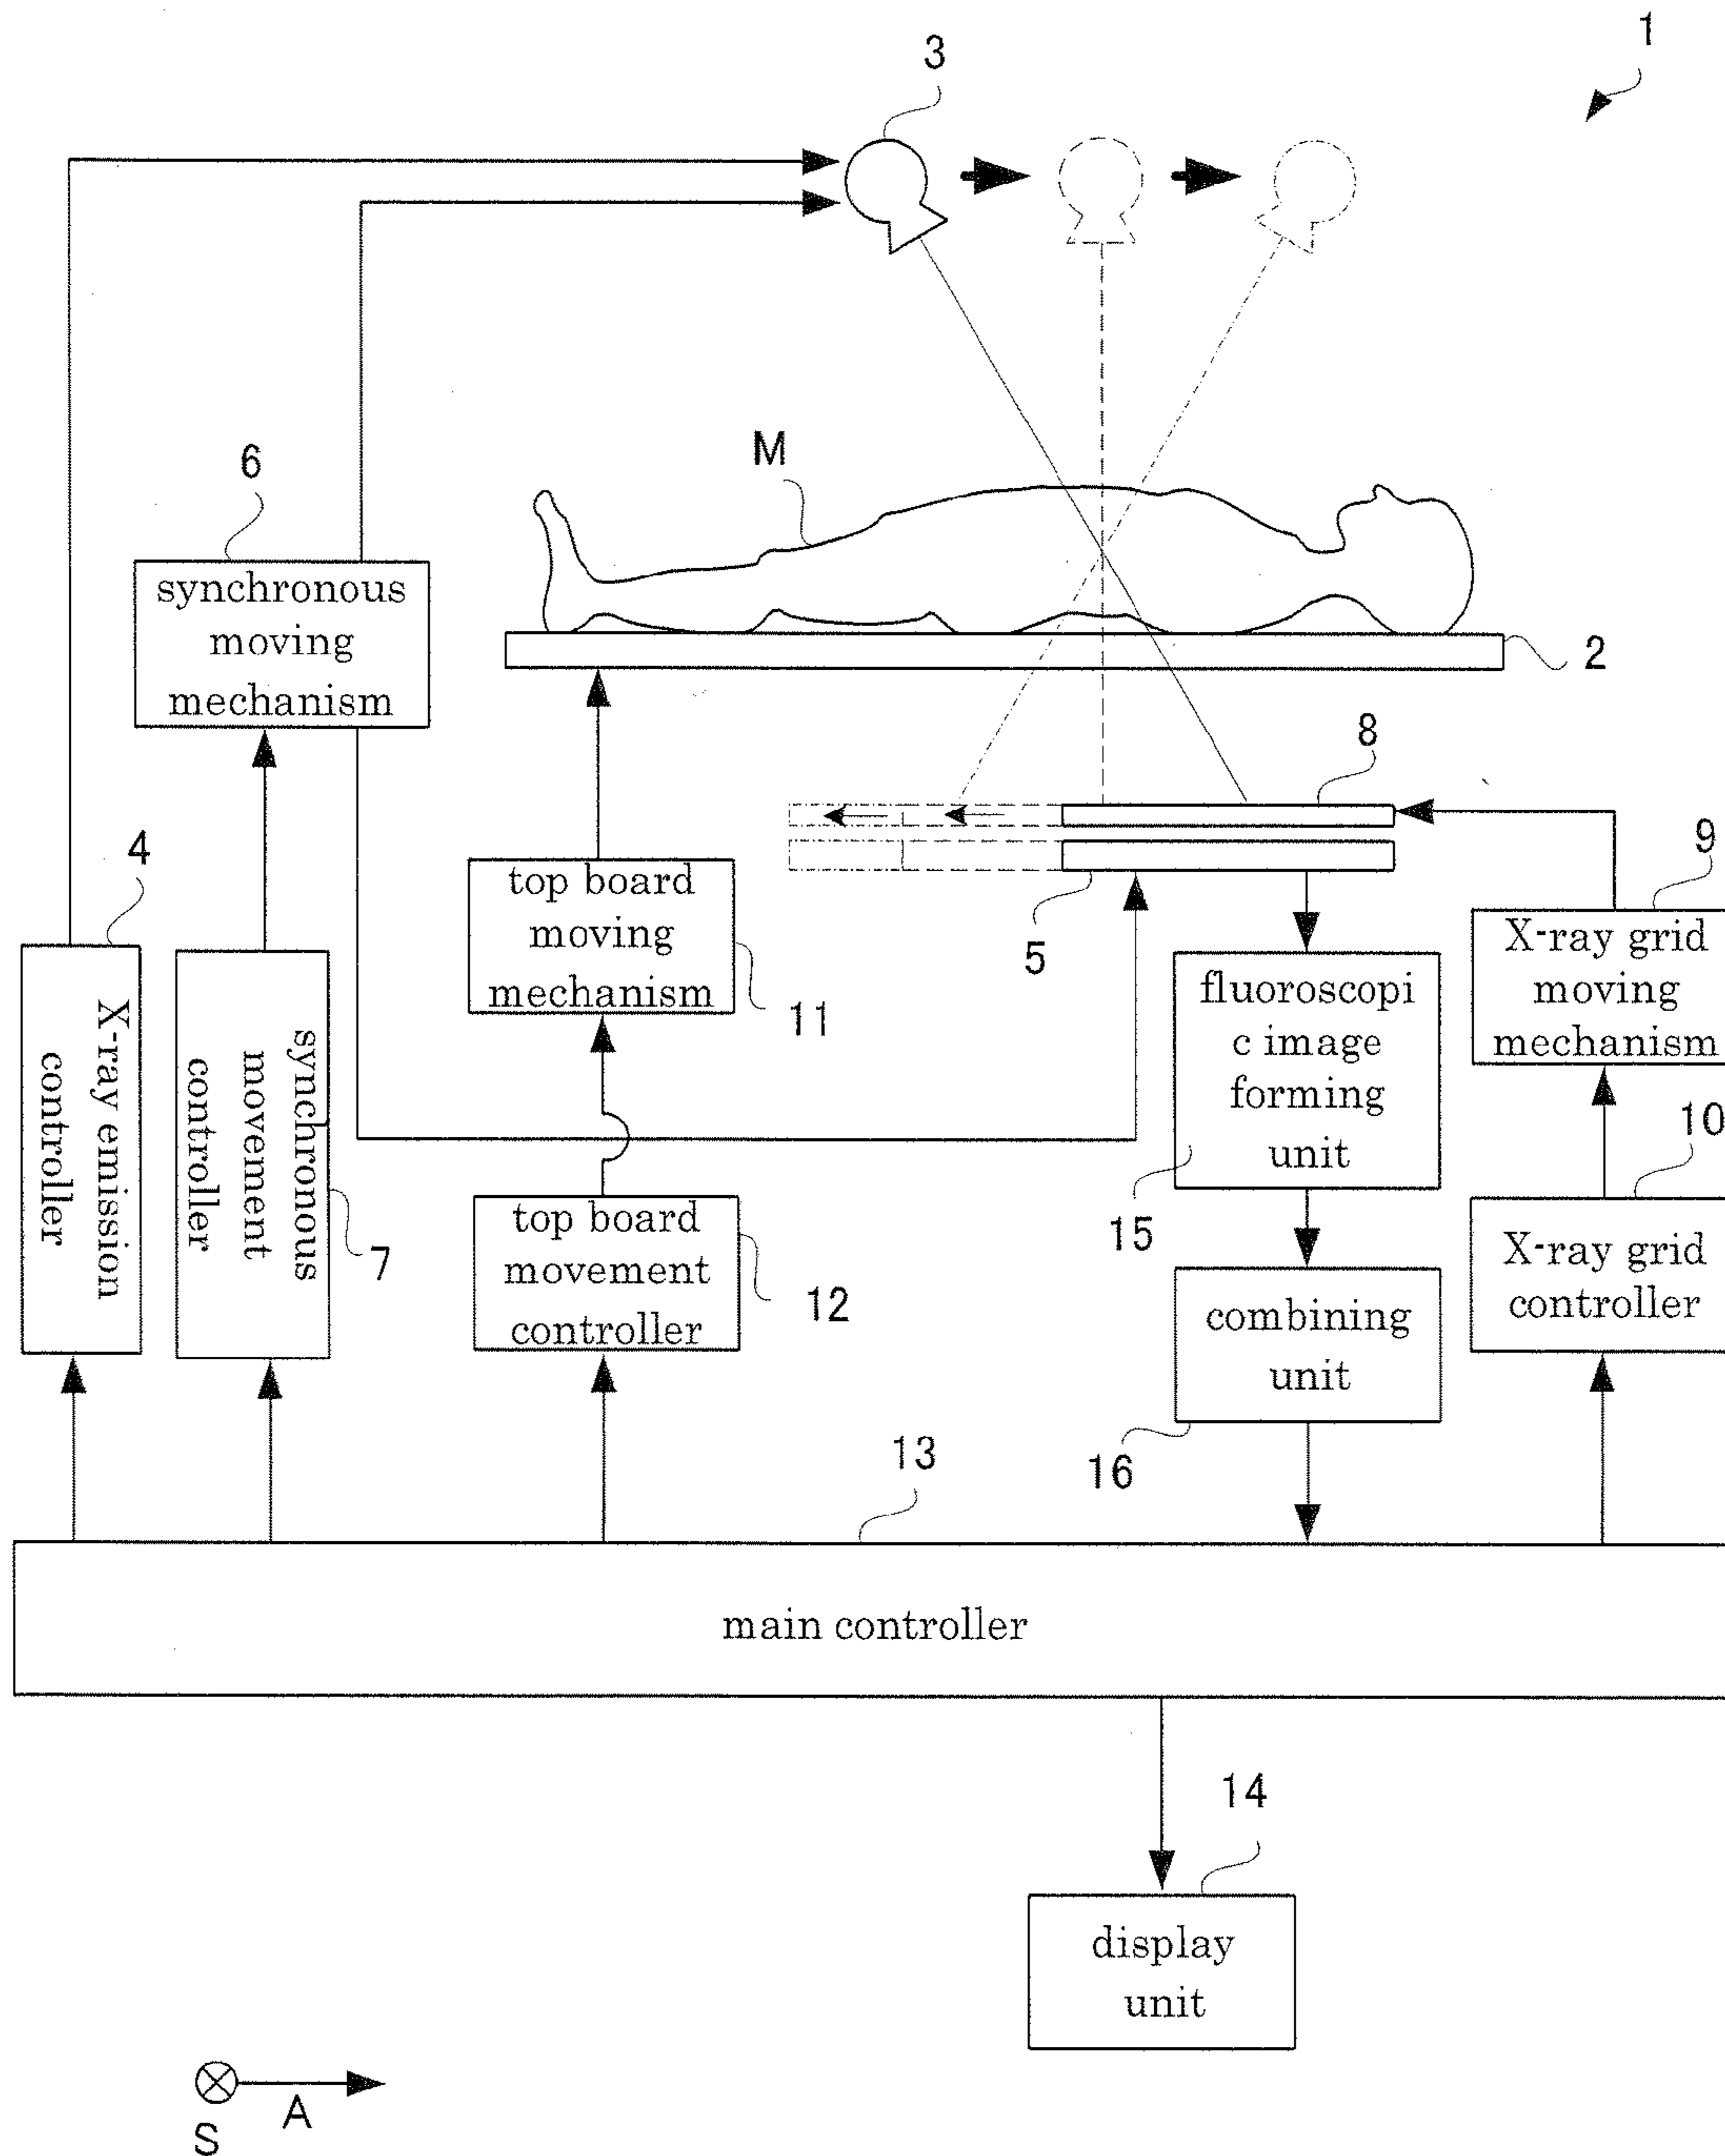 1
3
M
6
synchronous
moving
mechanism
2
8
4
top board
moving
mechanism
11
5
9
X-ray grid
moving
mechanism
fluoroscopi
c image
forming
unit
15
10
X-ray emission
controller
synchronous
movement
controller
7
top board
movement
controller
12
X-ray grid
controller
combining
unit
16
13
main controller
14
display
unit
S
A